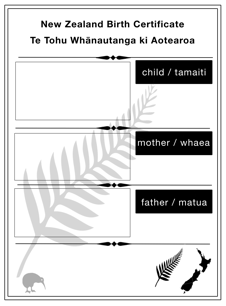 New Zealand Birth Certificate
Te Tohu Whānautanga ki Aotearoa
child / tamaiti
mother / whaea
father / matua